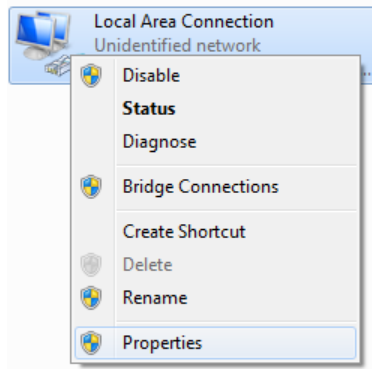 Local Area Connection
Unidentified network
Disable
Status
Diagnose
Bridge Connections
Create Shortcut
Delete
Rename
Properties